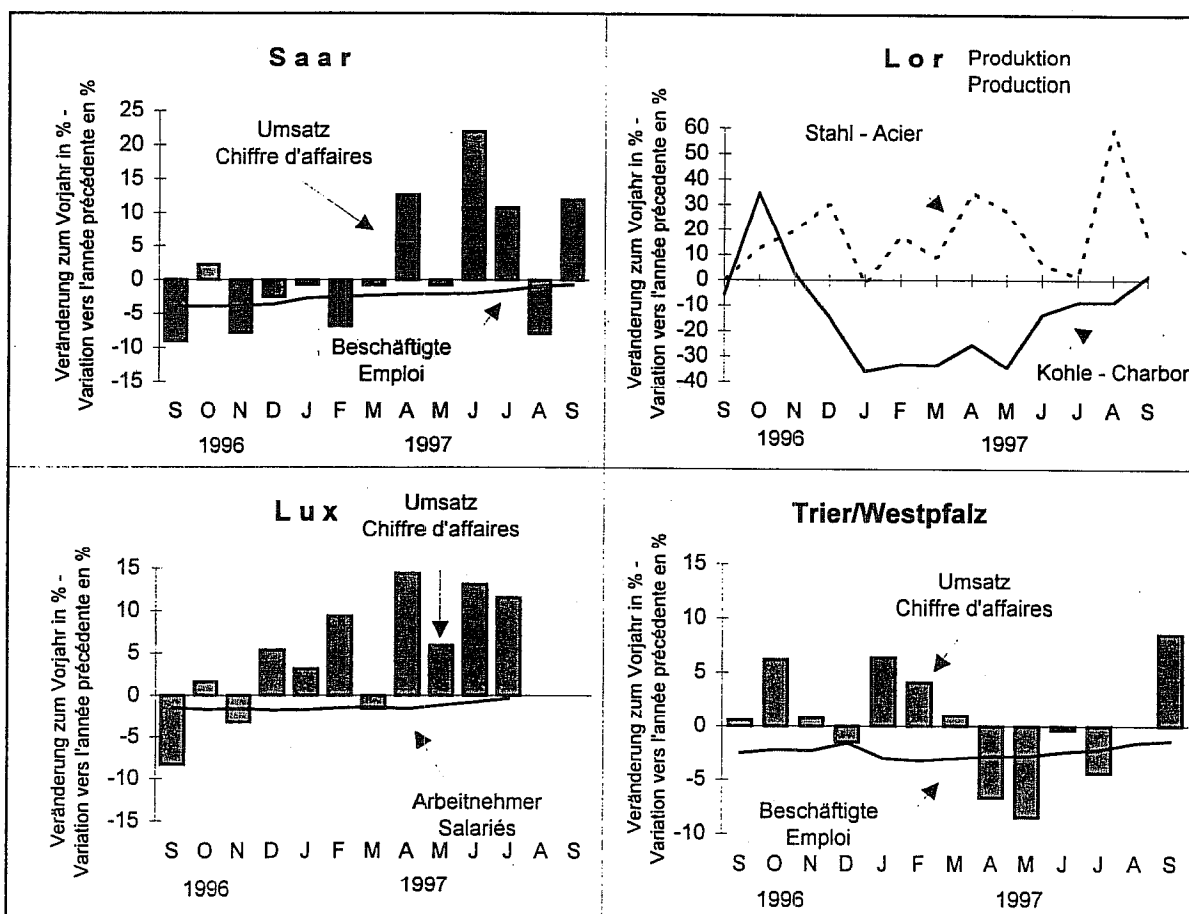 Saar
Veränderung zum Vorjahr in % -
Variation vers l'année précédente en %
25
20
15
10
5
0
-5
-10
-15
Umsatz
Chiffre d'affaires
Beschäftigte
Emploi
S O N D J F M A M J J A S
1996 1997
Lor Produktion
Production
Veränderung zum Vorjahr in % -
Variation vers l'année précédente en %
60
50
40
30
20
10
0
-10
-20
-30
-40
Stahl - Acier
Kohle - Charbon
S O N D J F M A M J J A S
1996 1997
Lux
Veränderung zum Vorjahr in % -
Variation vers l'année précédente en %
15
10
5
0
-5
-10
-15
Umsatz
Chiffre d'affaires
Arbeitnehmer
Salariés
S O N D J F M A M J J A S
1996 1997
Trier/Westpfalz
Veränderung zum Vorjahr in % -
Variation vers l'année précédente en %
15
10
5
0
-5
-10
Umsatz
Chiffre d'affaires
Beschäftigte
Emploi
S O N D J F M A M J J A S
1996 1997